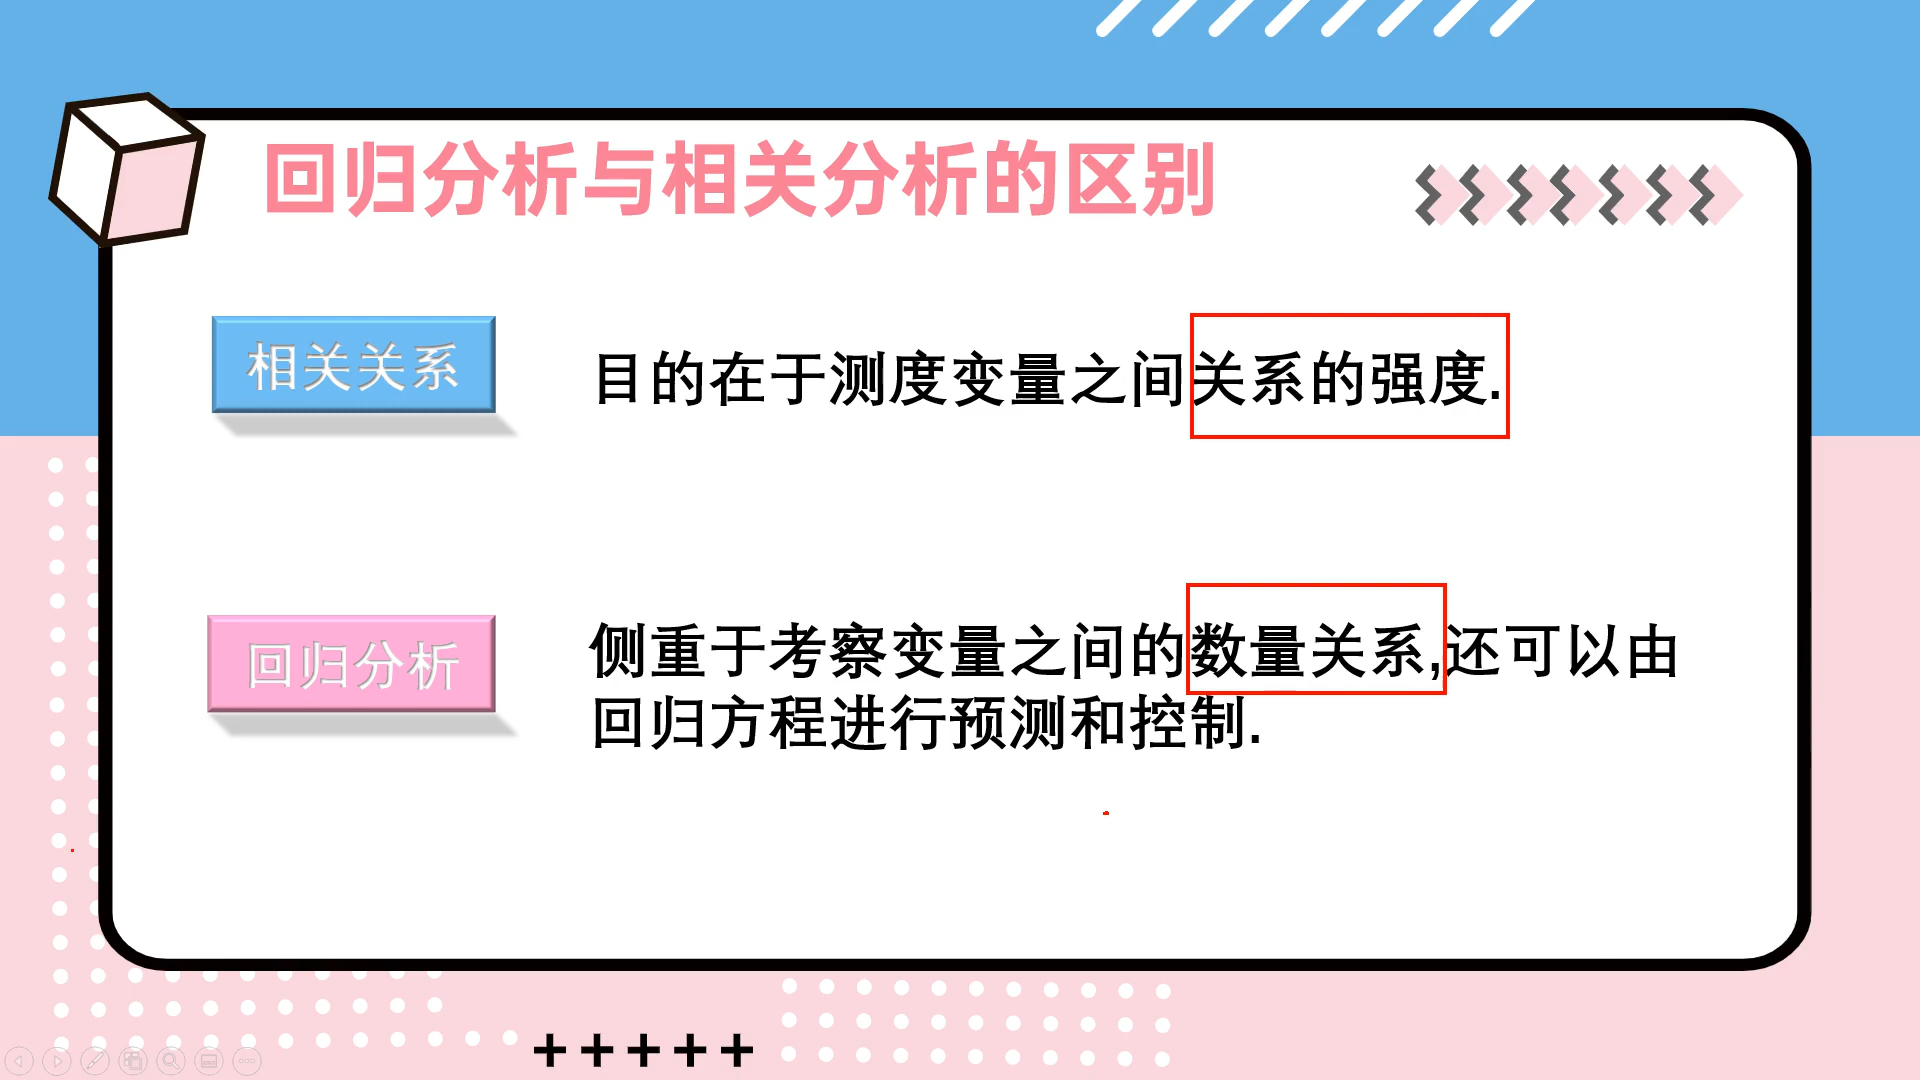 回归分析与相关分析的区别
相关关系
目的在于测度变量之间关系的强度.
回归分析
侧重于考察变量之间的数量关系,还可以由
回归方程进行预测和控制.